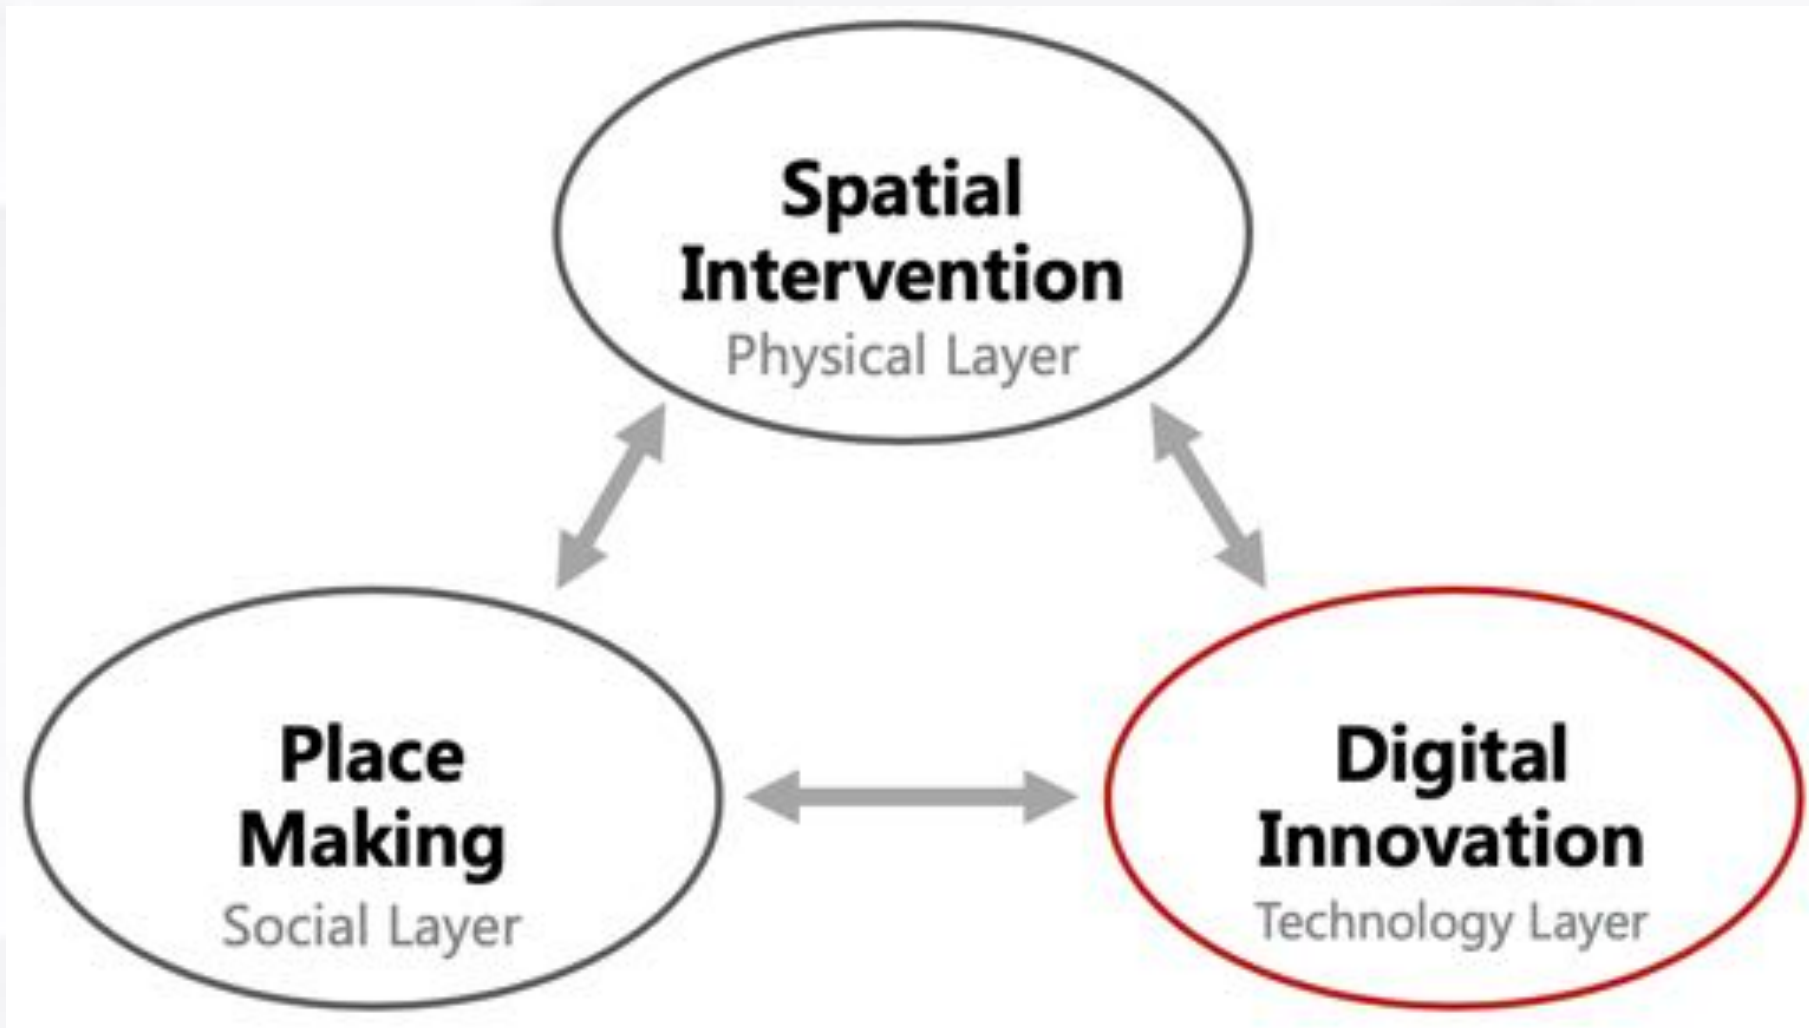 Spatial
Intervention
Physical Layer
Place
Making
Social Layer
Digital
Innovation
Technology Layer